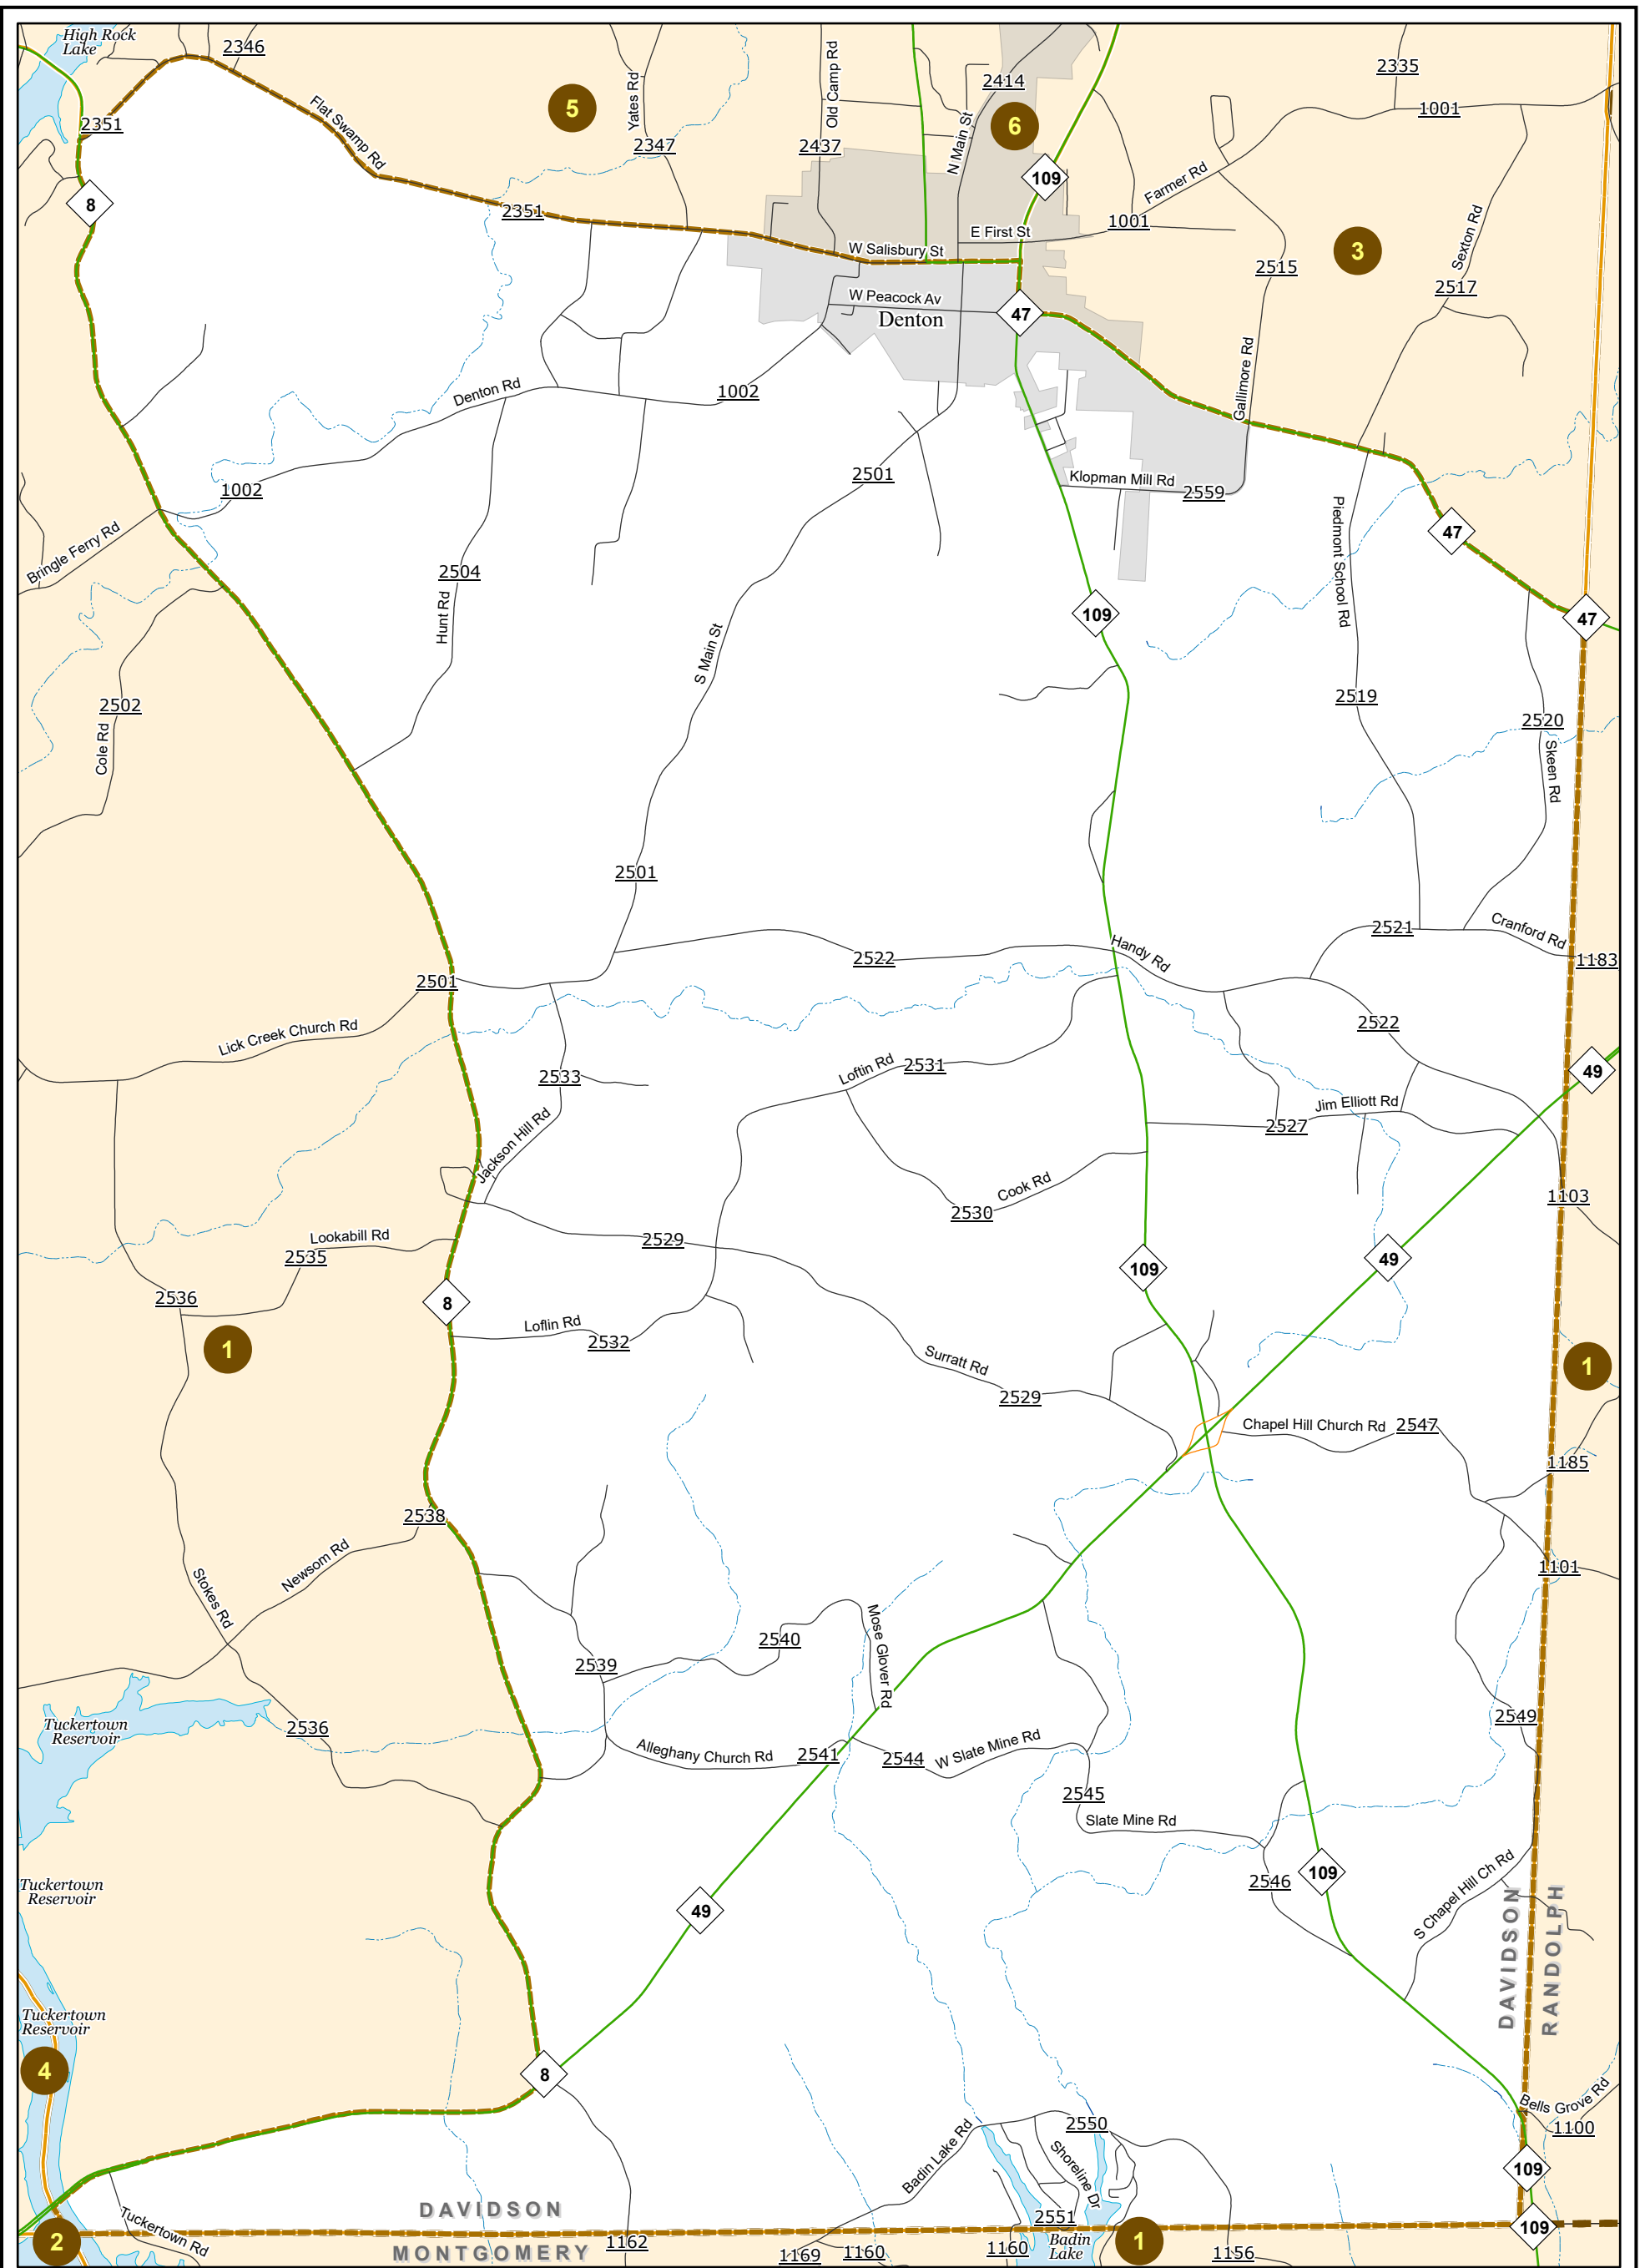 High Rock
Lake
2346
5
Yates Rd
Old Camp Rd
2414
6
2335
1001
2351
Flat Swamp Rd
2347
2437
N Main St
109
Farmer Rd
8
2351
1001
E First St
W Salisbury St
3
Sexton Rd
2515
2517
W Peacock Av
Denton
47
Gallimore Rd
Denton Rd
1002
2501
Klopman Mill Rd
2559
1002
Bringle Ferry Rd
Piedmont School Rd
47
2504
Hunt Rd
109
47
S Main St
2502
Cole Rd
2519
2520
Skeen Rd
2501
2521
Cranford Rd
2522
Handy Rd
1183
2501
Lick Creek Church Rd
2522
2533
Loftin Rd
2531
49
Jackson Hill Rd
Jim Elliott Rd
2527
Cook Rd
2530
1103
Lookabill Rd
2535
2529
109
49
2536
8
Loflin Rd
2532
1
Surratt Rd
2529
1
Chapel Hill Church Rd
2547
1185
2538
Newsom Rd
Stokes Rd
1101
2540
Mose Glover Rd
2539
2536
Tuckertown
Reservoir
2549
Alleghany Church Rd
2541
2544
W Slate Mine Rd
2545
Slate Mine Rd
2546
109
S Chapel Hill Ch Rd
Tuckertown
Reservoir
49
DAVIDSON
RANDOLPH
Tuckertown
Reservoir
4
8
Bells Grove Rd
1100
2550
Badin Lake Rd
Shoreline Dr
109
DAVIDSON
2551
Tuckertown Rd
2
109
1
Badin
Lake
MONTGOMERY
1162
1169
1160
1160
1156